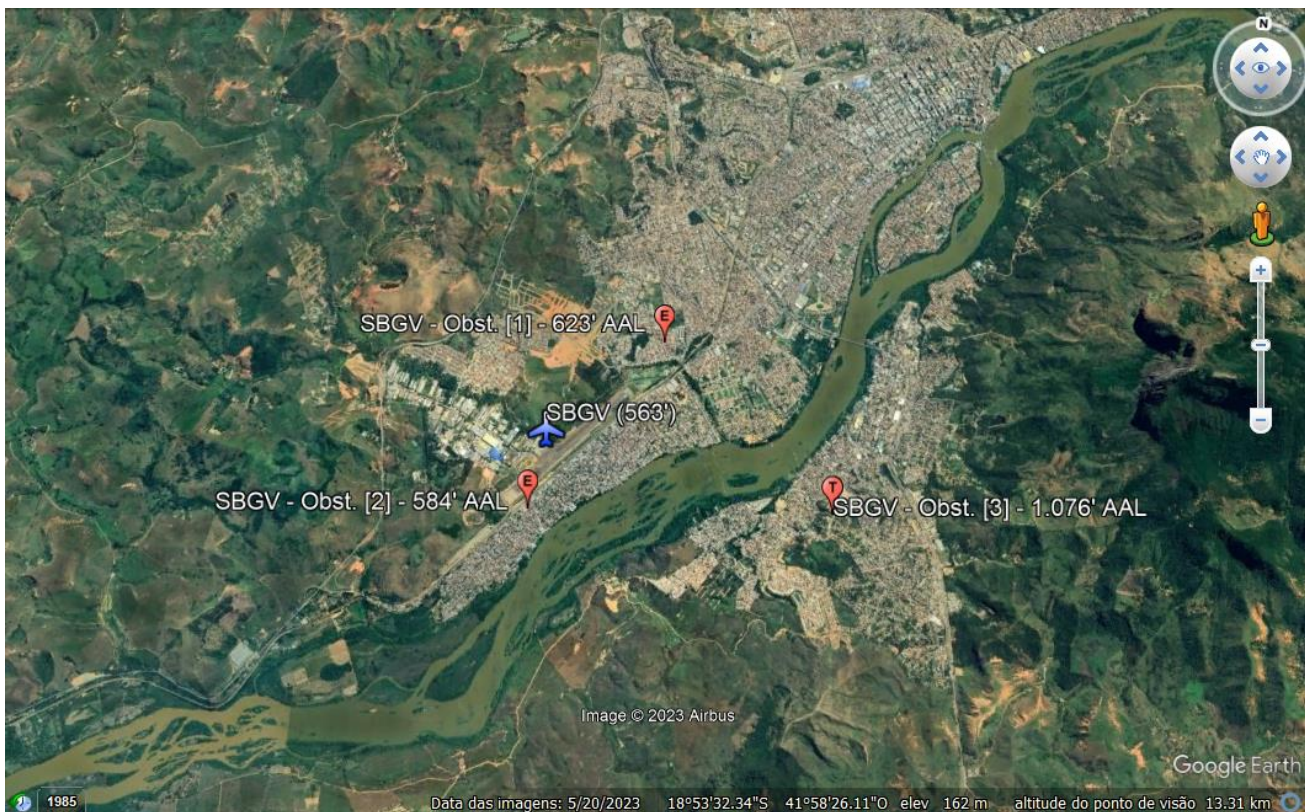 N
SBGV - Obst. [1] - 623' AAL
E
SBGV (563')
SBGV - Obst. [2] - 584' AAL
E
T
SBGV - Obst. [3] - 1.076' AAL
Image © 2023 Airbus
Google Earth
1985
Data das imagens: 5/20/2023 18°53'32.34"S 41°58'26.11"O elev 162 m altitude do ponto de visão 13.31 km